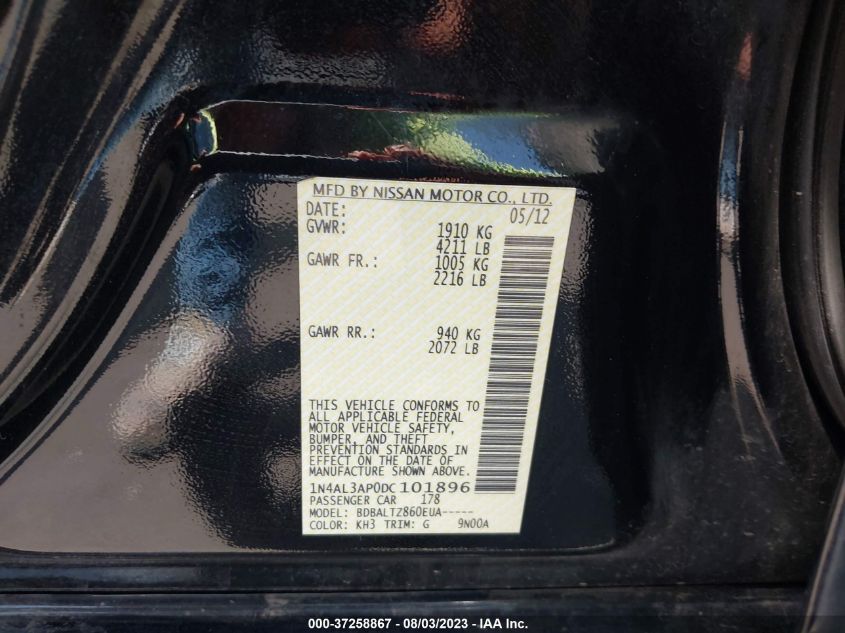 MFD BY NISSAN MOTOR CO., LTD.
DATE: 05/12
GVWR: 1910 KG
4211 LB
GAWR FR.: 1005 KG
2216 LB
GAWR RR.: 940 KG
2072 LB
THIS VEHICLE CONFORMS TO
ALL APPLICABLE FEDERAL
MOTOR VEHICLE SAFETY,
BUMPER, AND THEFT
PREVENTION STANDARDS IN
EFFECT ON THE DATE OF
MANUFACTURE SHOWN ABOVE.
1N4AL3AP0DC101896
PASSENGER CAR 178
MODEL: BDBALTZ860EUA-----
COLOR: KH3 TRIM: G 9N00A
000-37258867 - 08/03/2023 - IAA Inc.